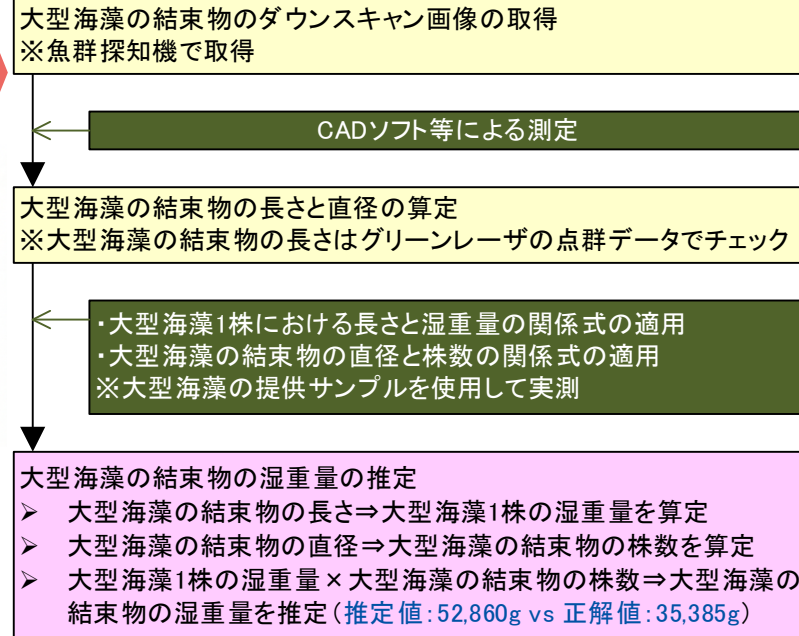 大型海藻の結束物のダウンスキャン画像の取得
※魚群探知機で取得
CADソフト等による測定
大型海藻の結束物の長さと直径の算定
※大型海藻の結束物の長さはグリーンレーザの点群データでチェック
・大型海藻1株における長さと湿重量の関係式の適用
・大型海藻の結束物の直径と株数の関係式の適用
※大型海藻の提供サンプルを使用して実測
大型海藻の結束物の湿重量の推定
➢ 大型海藻の結束物の長さ⇒大型海藻1株の湿重量を算定
➢ 大型海藻の結束物の直径⇒大型海藻の結束物の株数を算定
➢ 大型海藻1株の湿重量×大型海藻の結束物の株数⇒大型海藻の
結束物の湿重量を推定（推定値：52,860g vs 正解値：35,385g）